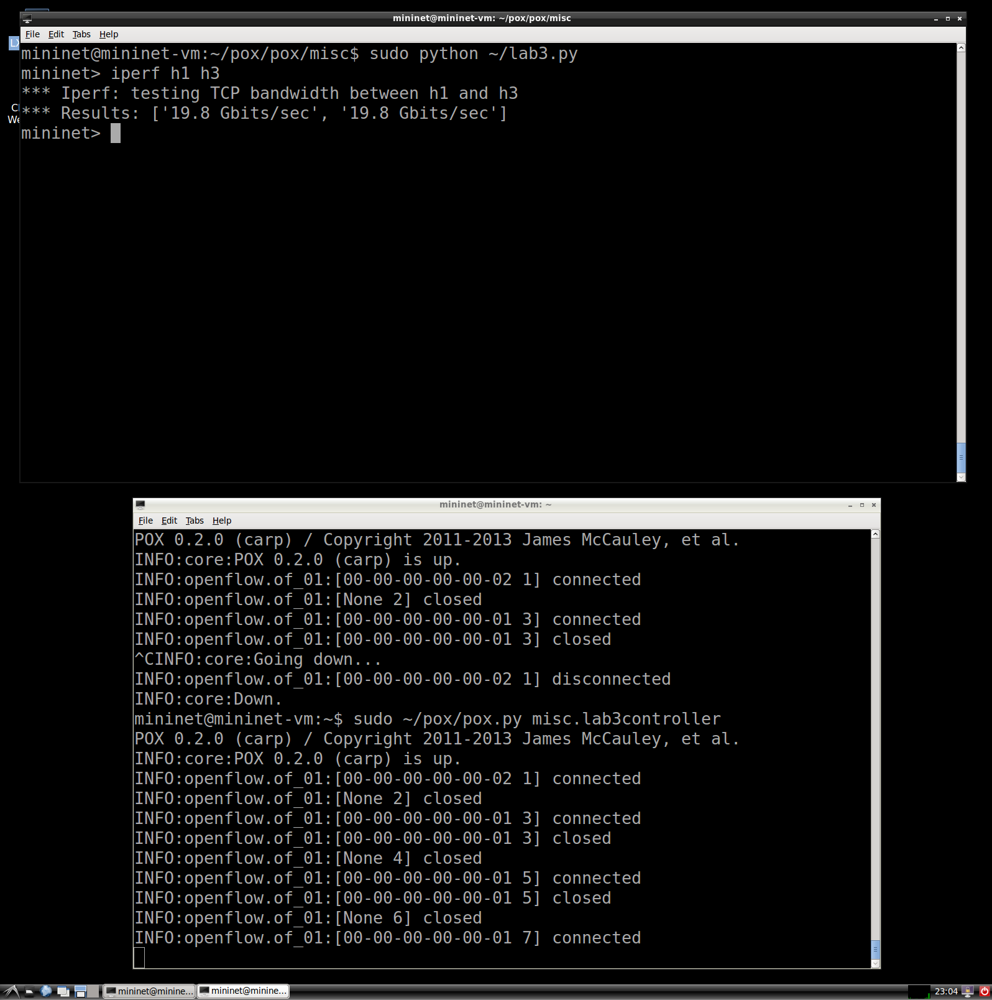 mininet@mininet-vm: ~/pox/pox/misc
File Edit Tabs Help
LX
mininet@mininet-vm:~/pox/pox/misc$ sudo python ~/lab3.py
mininet> iperf h1 h3
*** Iperf: testing TCP bandwidth between h1 and h3
*** Results: ['19.8 Gbits/sec', '19.8 Gbits/sec']
mininet>
mininet@mininet-vm: ~
File Edit Tabs Help
POX 0.2.0 (carp) / Copyright 2011-2013 James McCauley, et al.
INFO:core:POX 0.2.0 (carp) is up.
INFO:openflow.of_01:[00-00-00-00-00-02 1] connected
INFO:openflow.of_01:[None 2] closed
INFO:openflow.of_01:[00-00-00-00-00-01 3] connected
INFO:openflow.of_01:[00-00-00-00-00-01 3] closed
^CINFO:core:Going down...
INFO:openflow.of_01:[00-00-00-00-00-02 1] disconnected
INFO:core:Down.
mininet@mininet-vm:~$ sudo ~/pox/pox.py misc.lab3controller
POX 0.2.0 (carp) / Copyright 2011-2013 James McCauley, et al.
INFO:core:POX 0.2.0 (carp) is up.
INFO:openflow.of_01:[00-00-00-00-00-02 1] connected
INFO:openflow.of_01:[None 2] closed
INFO:openflow.of_01:[00-00-00-00-00-01 3] connected
INFO:openflow.of_01:[00-00-00-00-00-01 3] closed
INFO:openflow.of_01:[None 4] closed
INFO:openflow.of_01:[00-00-00-00-00-01 5] connected
INFO:openflow.of_01:[00-00-00-00-00-01 5] closed
INFO:openflow.of_01:[None 6] closed
INFO:openflow.of_01:[00-00-00-00-00-01 7] connected
mininet@minine... mininet@minine... 23:04